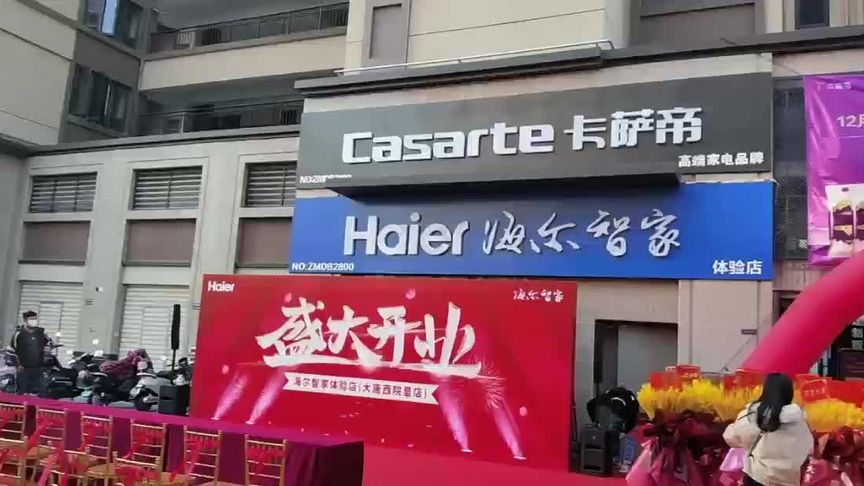 Casarte 卡萨帝
高端家电品牌
Haier 海尔智家
NO:ZMDB2800
体验店
Haier
海尔智家
盛大开业
海尔智家体验店(大唐西院里店)
12月